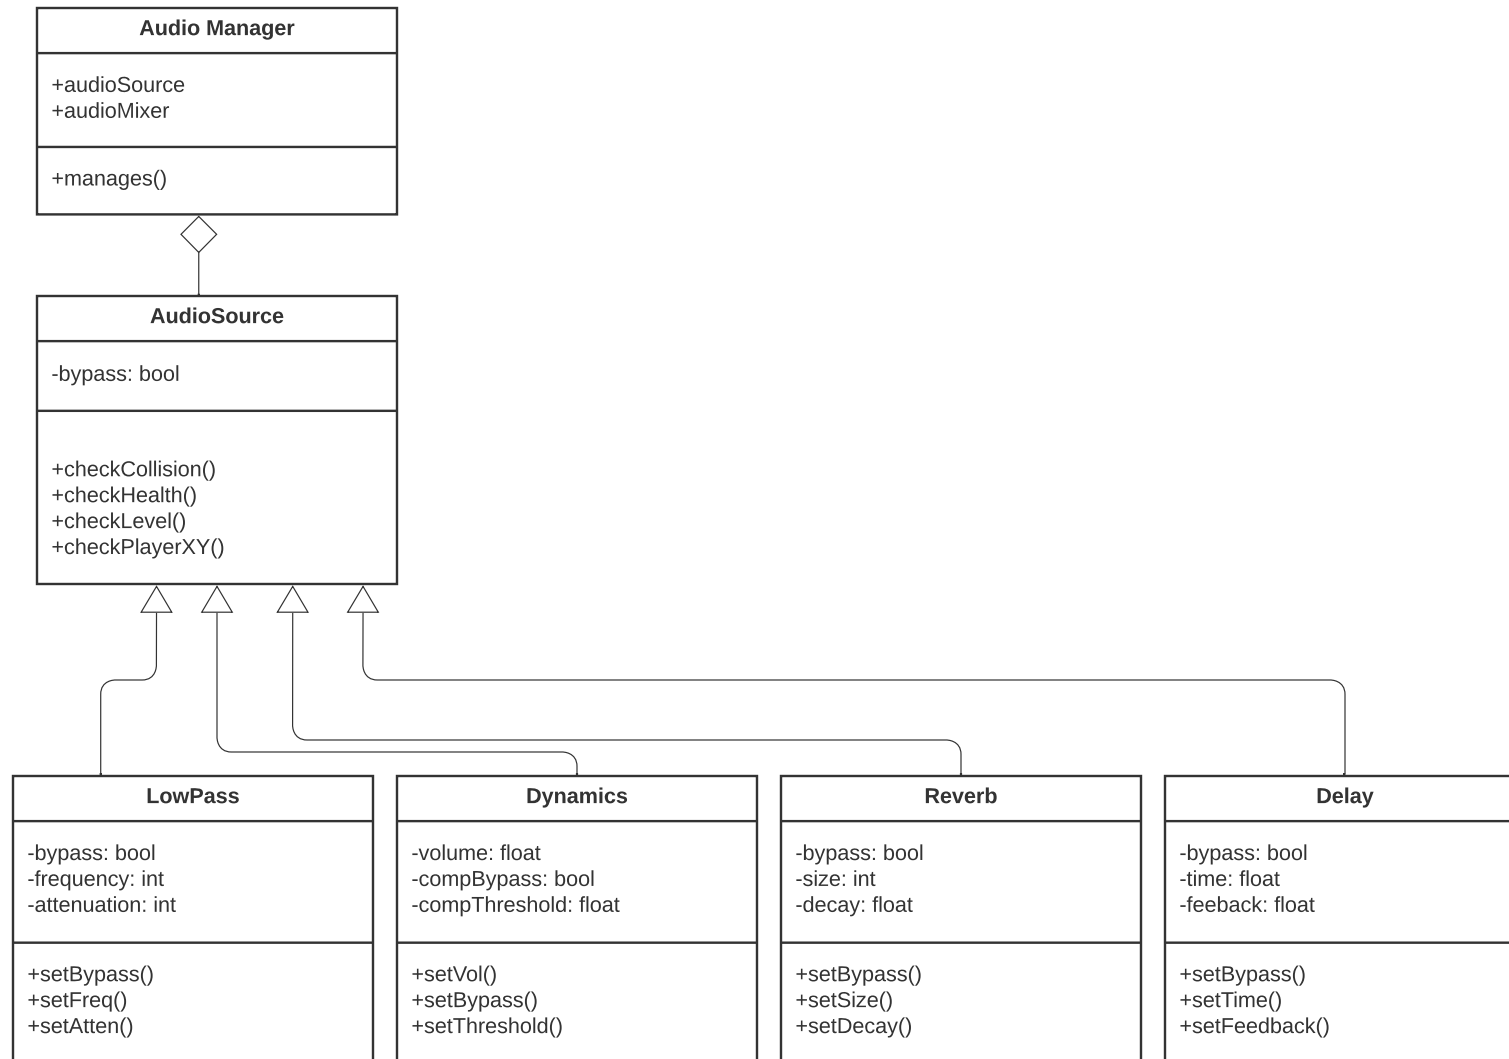 Audio Manager
+audioSource
+audioMixer
+manages()
AudioSource
-bypass: bool
+checkCollision()
+checkHealth()
+checkLevel()
+checkPlayerXY()
LowPass
-bypass: bool
-frequency: int
-attenuation: int
+setBypass()
+setFreq()
+setAtten()
Dynamics
-volume: float
-compBypass: bool
-compThreshold: float
+setVol()
+setBypass()
+setThreshold()
Reverb
-bypass: bool
-size: int
-decay: float
+setBypass()
+setSize()
+setDecay()
Delay
-bypass: bool
-time: float
-feeback: float
+setBypass()
+setTime()
+setFeedback()